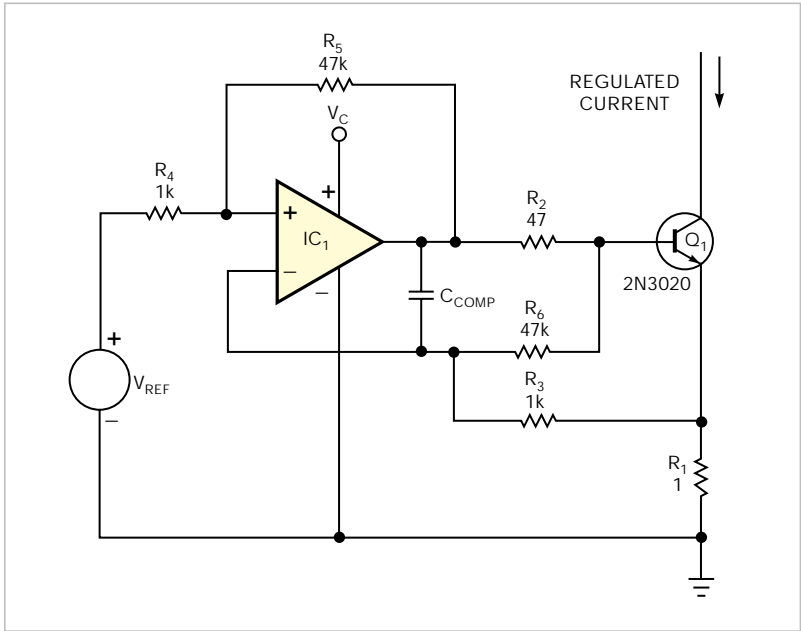 R5
47k
REGULATED
CURRENT
VC
R4
1k
+
+
IC1
−
−
R2
47
Q1
2N3020
CCOMP
R6
47k
+
VREF
−
R3
1k
R1
1